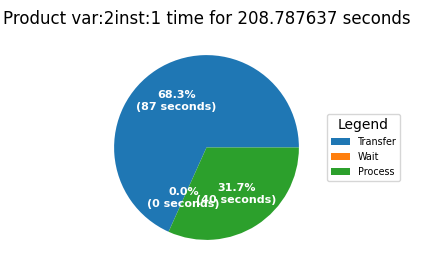 Product var:2inst:1 time for 208.787637 seconds
68.3%
(87 seconds)
Legend
Transfer
Wait
Process
0.0%
(0 seconds)
31.7%
(40 seconds)